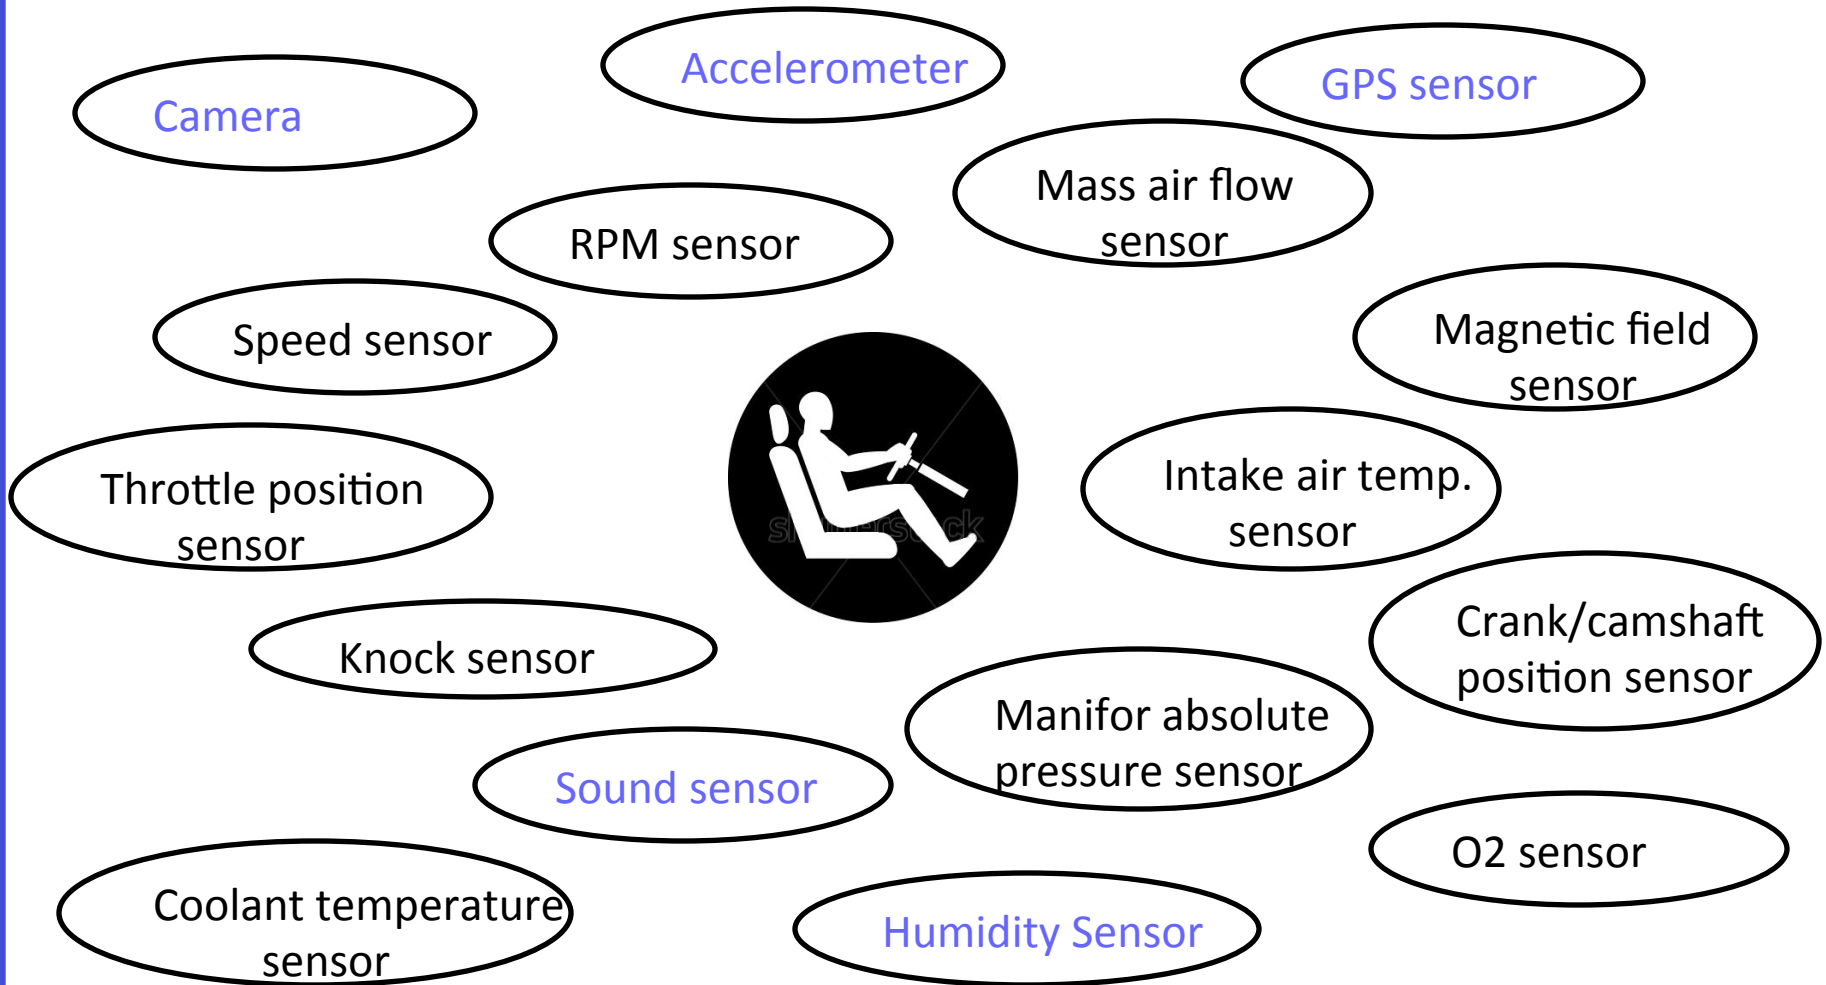 Camera
Accelerometer
GPS sensor
Mass air flow
sensor
RPM sensor
Speed sensor
Magnetic field
sensor
Throttle position
sensor
Intake air temp.
sensor
shutterstock
Knock sensor
Crank/camshaft
position sensor
Manifor absolute
pressure sensor
Sound sensor
O2 sensor
Coolant temperature
sensor
Humidity Sensor